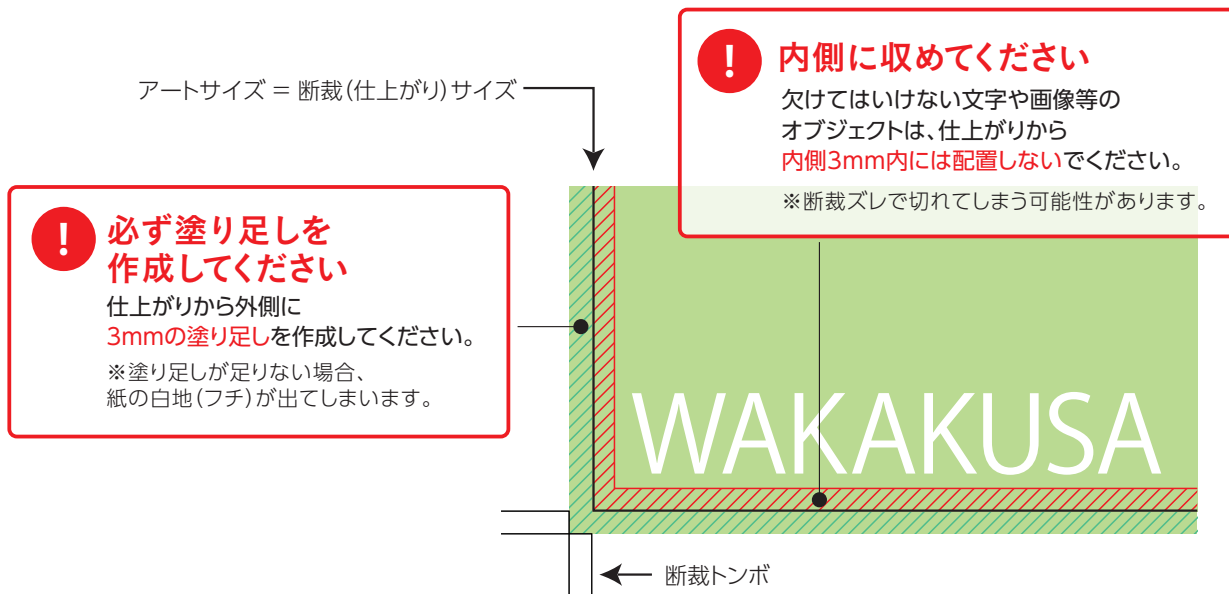 アートサイズ = 断裁(仕上がり)サイズ
! 内側に収めてください
欠けてはいけない文字や画像等の
オブジェクトは、仕上がりから
内側3mm内には配置しないでください。
※断裁ズレで切れてしまう可能性があります。
! 必ず塗り足しを
作成してください
仕上がりから外側に
3mmの塗り足しを作成してください。
※塗り足しが足りない場合、
紙の白地(フチ)が出てしまいます。
WAKAKUSA
断裁トンボ